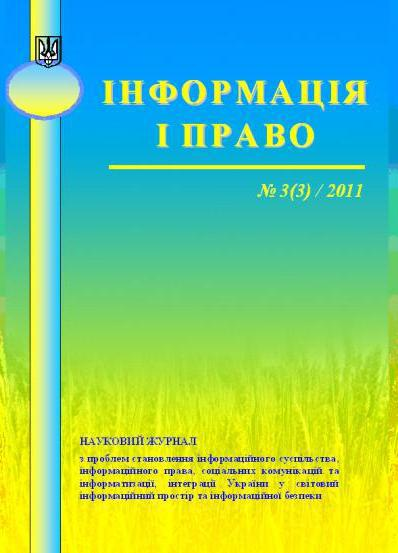 ІНФОРМАЦІЯ
І ПРАВО
№ 3(3) / 2011
НАУКОВИЙ ЖУРНАЛ
з проблем становлення інформаційного суспільства,
інформаційного права, соціальних комунікацій та
інформатизації, інтеграції України у світовий
інформаційний простір та інформаційної безпеки